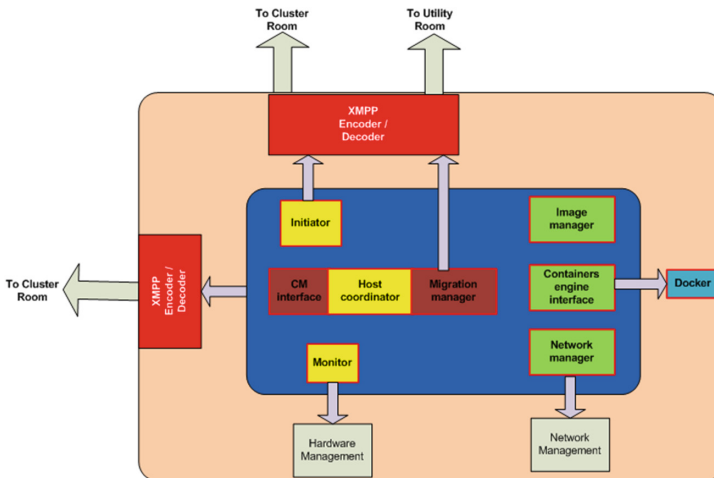 To Cluster
Room
To Utility
Room
XMPP
Encoder /
Decoder
Initiator
Image
manager
To Cluster
Room
XMPP
Encoder /
Decoder
CM
interface
Host
coordinator
Migration
manager
Containers
engine
interface
Docker
Monitor
Network
manager
Hardware
Management
Network
Management